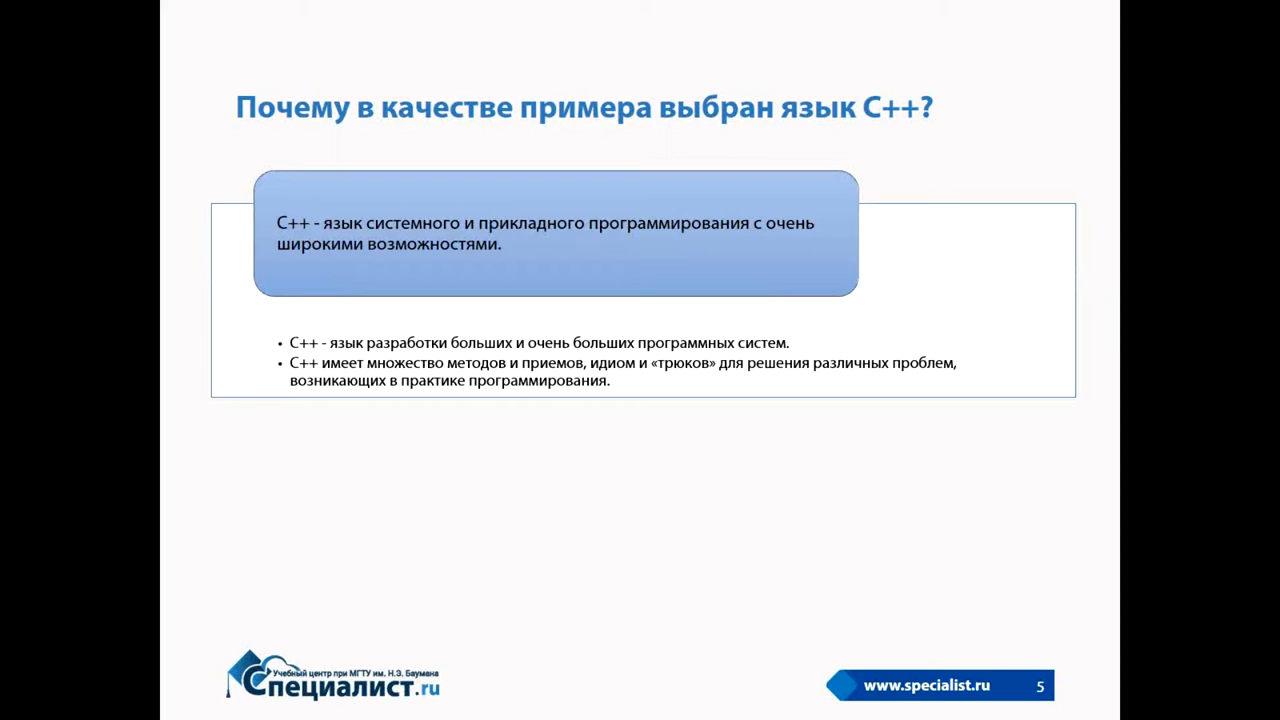 Почему в качестве примера выбран язык C++?
C++ - язык системного и прикладного программирования с очень
широкими возможностями.
• C++ - язык разработки больших и очень больших программных систем.
• C++ имеет множество методов и приемов, идиом и «трюков» для решения различных проблем,
возникающих в практике программирования.
Учебный центр при МГТУ им. Н.Э. Баумана
Специалист.ru
www.specialist.ru 5